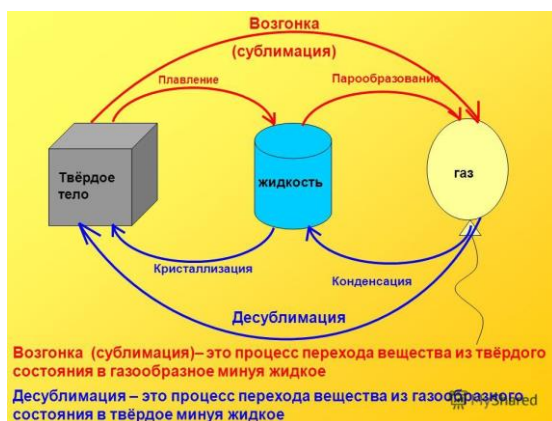 Возгонка
(сублимация)
Плавление
Парообразование
Твёрдое
тело
жидкость
газ
Кристаллизация
Конденсация
Десублимация
Возгонка (сублимация)– это процесс перехода вещества из твёрдого
состояния в газообразное минуя жидкое
Десублимация – это процесс перехода вещества из газообразного
состояния в твёрдое минуя жидкое
MyShared